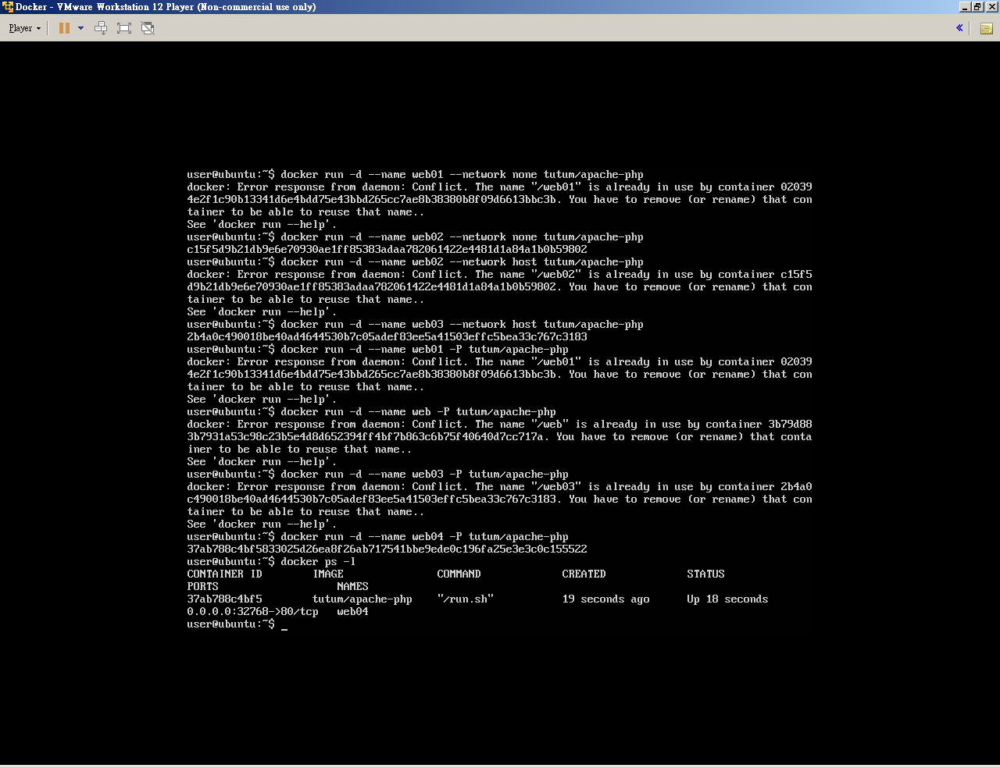 Docker - VMware Workstation 12 Player (Non-commercial use only)
Player
user@ubuntu:~$ docker run -d --name web01 --network none tutum/apache-php
docker: Error response from daemon: Conflict. The name "/web01" is already in use by container 02039
4e2f1c90b13341d6e4bdd75e43bbd265cc7ae8b38380b8f09d6613bbc3b. You have to remove (or rename) that con
tainer to be able to reuse that name..
See 'docker run --help'.
user@ubuntu:~$ docker run -d --name web02 --network none tutum/apache-php
c15f5d9b21db9e6e70930ae1ff85383adaa782061422e4481d1a84a1b0b59802
user@ubuntu:~$ docker run -d --name web02 --network host tutum/apache-php
docker: Error response from daemon: Conflict. The name "/web02" is already in use by container c15f5
d9b21db9e6e70930ae1ff85383adaa782061422e4481d1a84a1b0b59802. You have to remove (or rename) that con
tainer to be able to reuse that name..
See 'docker run --help'.
user@ubuntu:~$ docker run -d --name web03 --network host tutum/apache-php
2b4a0c490018be40ad4644530b7c05adef83ee5a41503effc5bea33c767c3183
user@ubuntu:~$ docker run -d --name web01 -P tutum/apache-php
docker: Error response from daemon: Conflict. The name "/web01" is already in use by container 02039
4e2f1c90b13341d6e4bdd75e43bbd265cc7ae8b38380b8f09d6613bbc3b. You have to remove (or rename) that con
tainer to be able to reuse that name..
See 'docker run --help'.
user@ubuntu:~$ docker run -d --name web -P tutum/apache-php
docker: Error response from daemon: Conflict. The name "/web" is already in use by container 3b79d88
3b7931a53c98c23b5e4d8d652394ff4bf7b863c6b75f40640d7cc717a. You have to remove (or rename) that conta
iner to be able to reuse that name..
See 'docker run --help'.
user@ubuntu:~$ docker run -d --name web03 -P tutum/apache-php
docker: Error response from daemon: Conflict. The name "/web03" is already in use by container 2b4a0
c490018be40ad4644530b7c05adef83ee5a41503effc5bea33c767c3183. You have to remove (or rename) that con
tainer to be able to reuse that name..
See 'docker run --help'.
user@ubuntu:~$ docker run -d --name web04 -P tutum/apache-php
37ab788c4bf5833025d26ea8f26ab717541bbe9ede0c196fa25e3e3c0c155522
user@ubuntu:~$ docker ps -l
CONTAINER ID        IMAGE               COMMAND             CREATED             STATUS
PORTS                   NAMES
37ab788c4bf5        tutum/apache-php    "/run.sh"           19 seconds ago      Up 18 seconds
0.0.0.0:32768->80/tcp   web04
user@ubuntu:~$ _